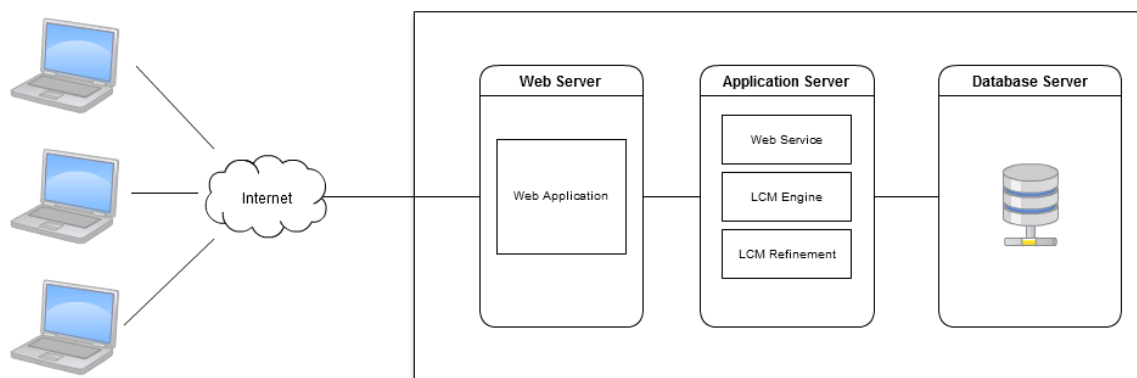 Internet
Web Server
Web Application
Application Server
Web Service
LCM Engine
LCM Refinement
Database Server